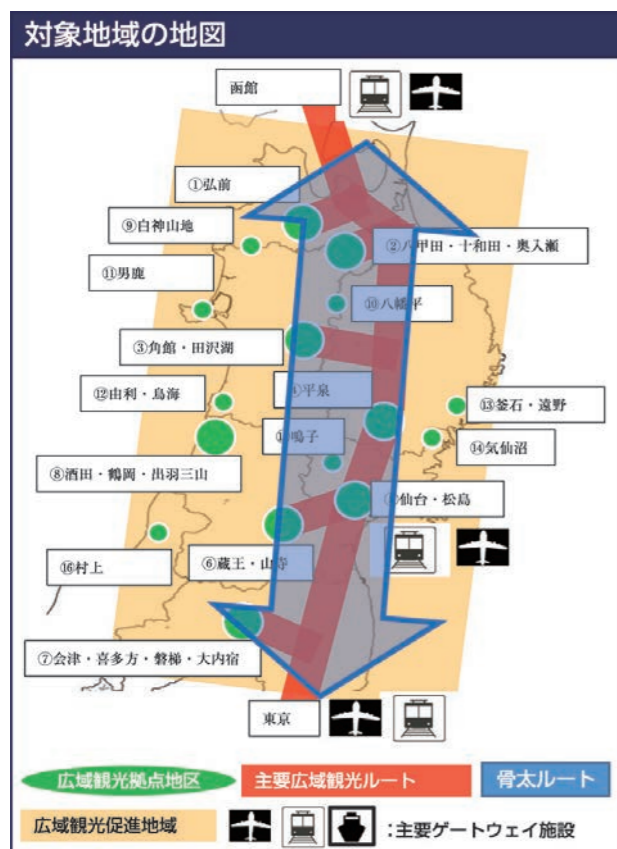 対象地域の地図
函館
①弘前
⑨白神山地
②八甲田・十和田・奥入瀬
⑪男鹿
⑩八幡平
③角館・田沢湖
④平泉
⑫由利・鳥海
⑬釜石・遠野
⑮鳴子
⑭気仙沼
⑧酒田・鶴岡・出羽三山
⑤仙台・松島
⑥蔵王・山寺
⑯村上
⑦会津・喜多方・磐梯・大内宿
東京
広域観光拠点地区 主要広域観光ルート 骨太ルート
広域観光促進地域 :主要ゲートウェイ施設